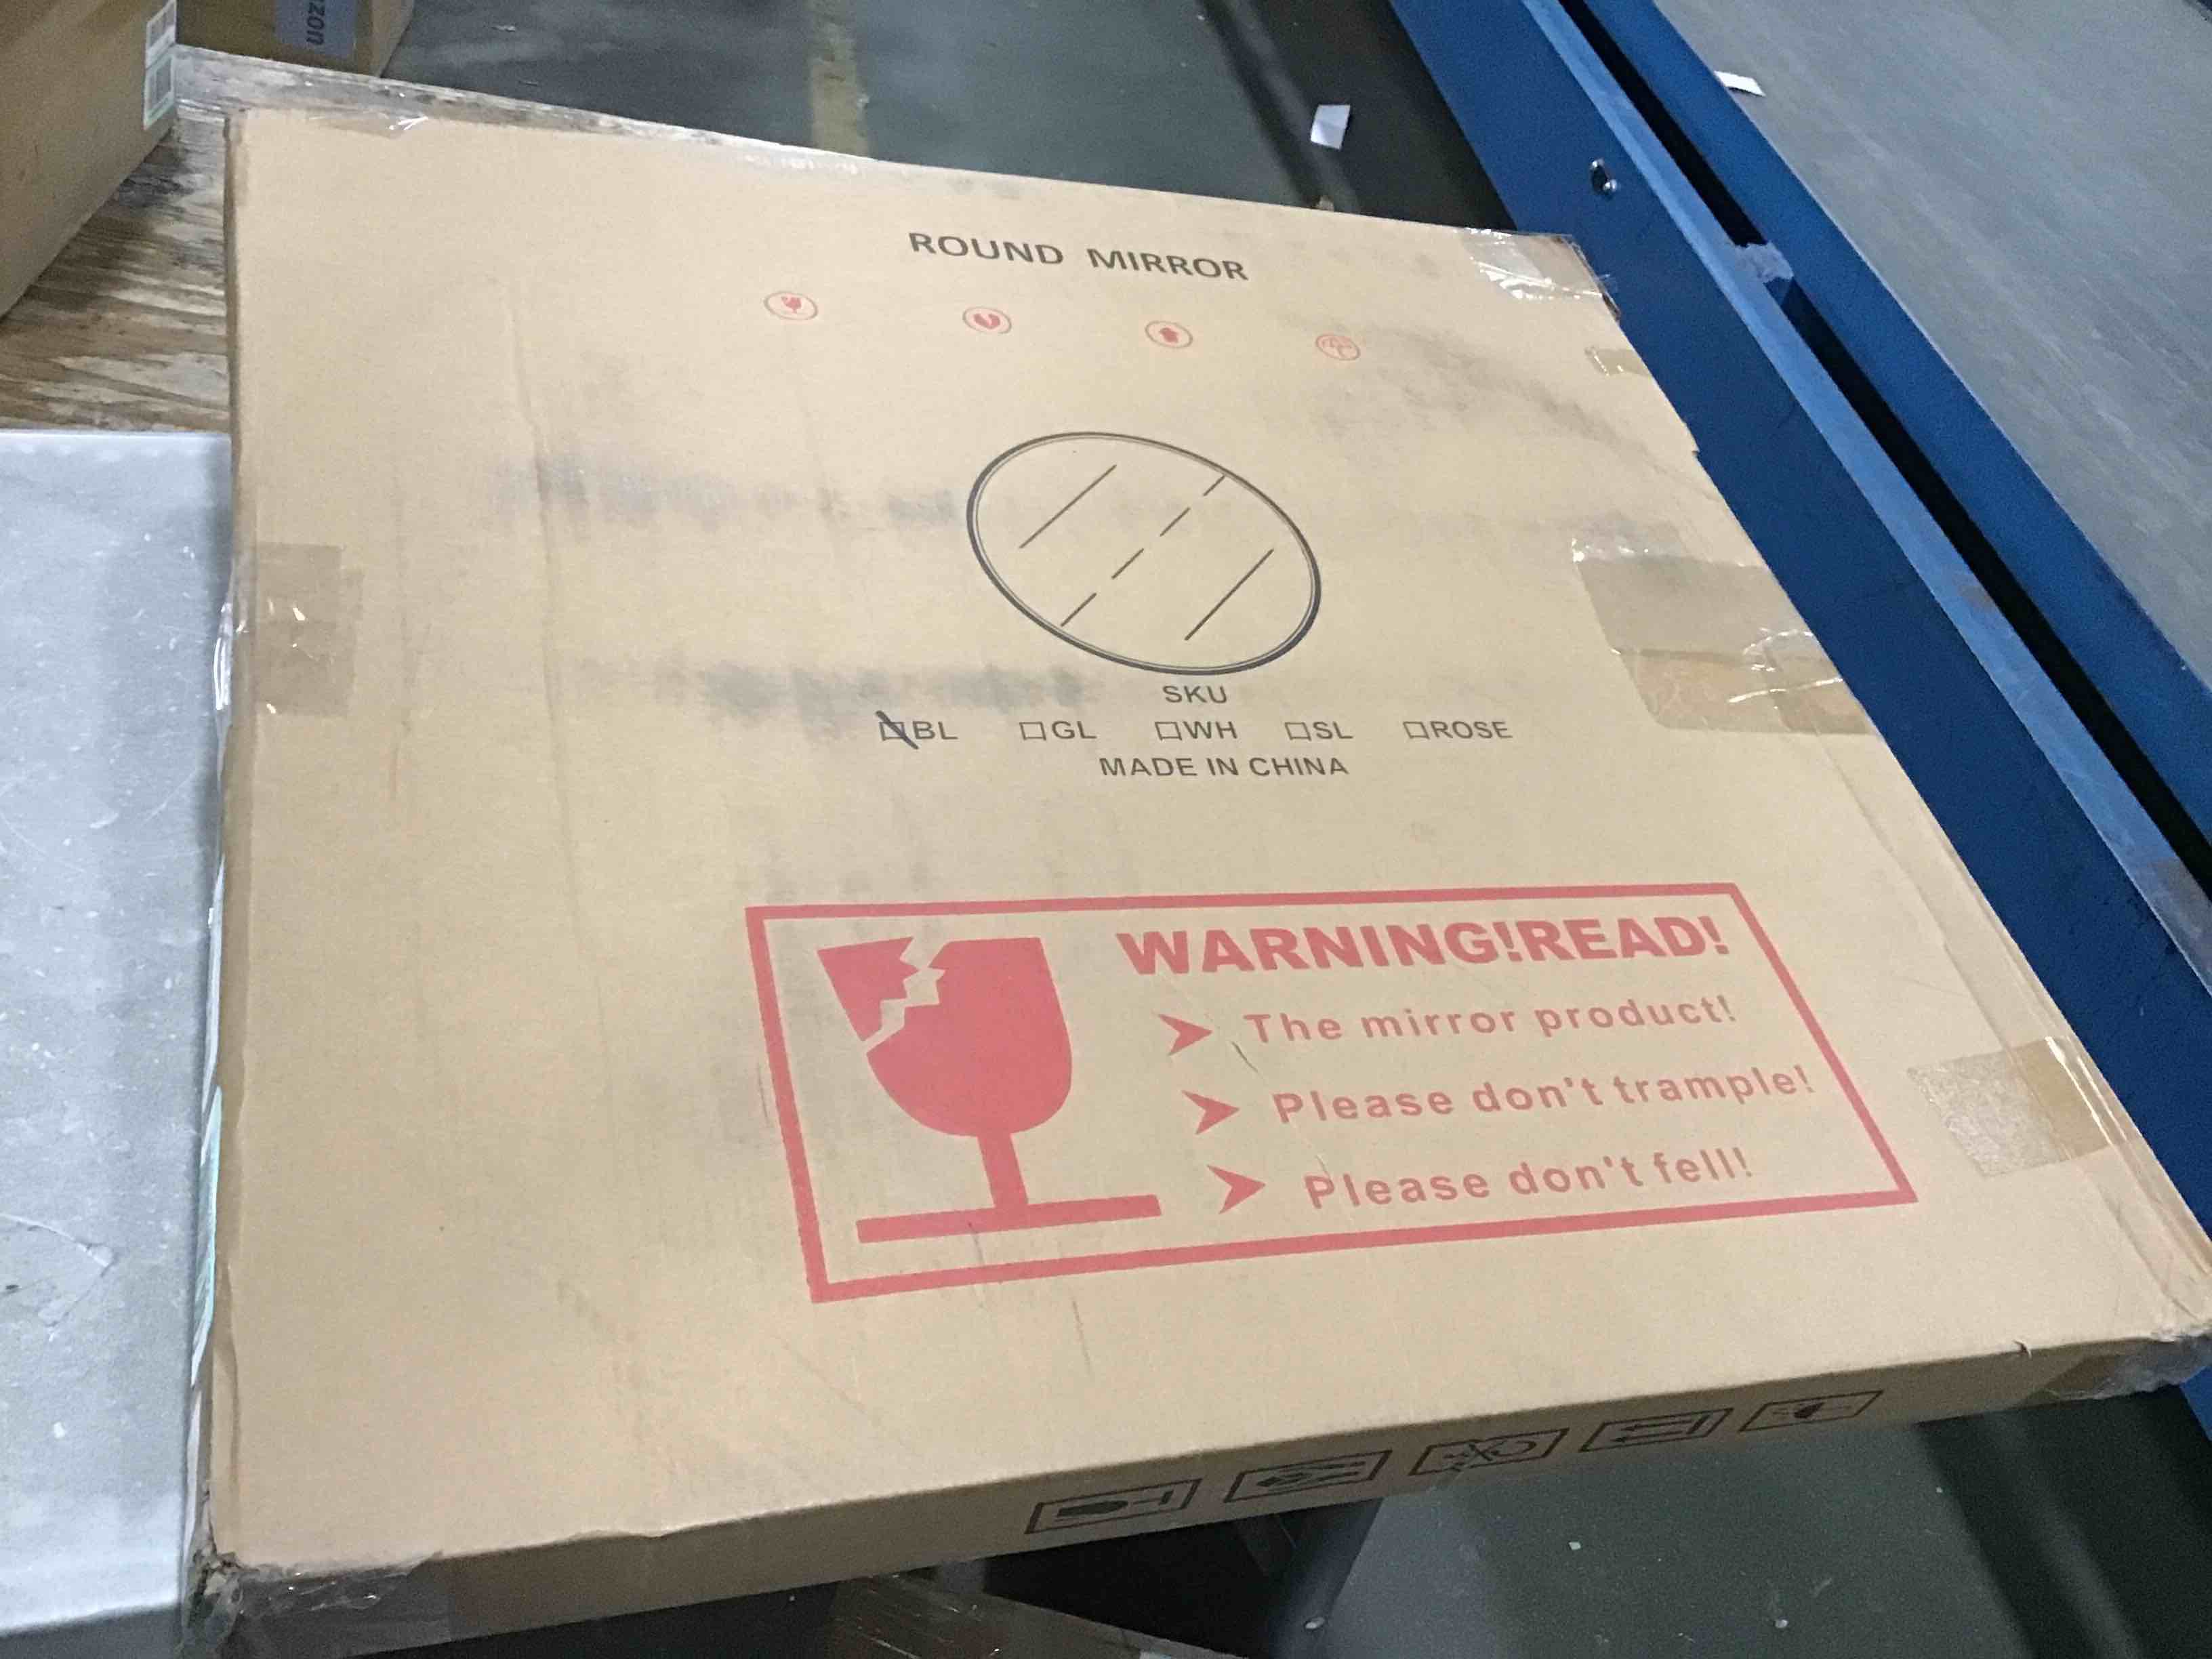 zon
ROUND MIRROR
SKU
BL GL WH SL ROSE
MADE IN CHINA
WARNING!READ!
The mirror product!
Please don't trample!
Please don't fell!